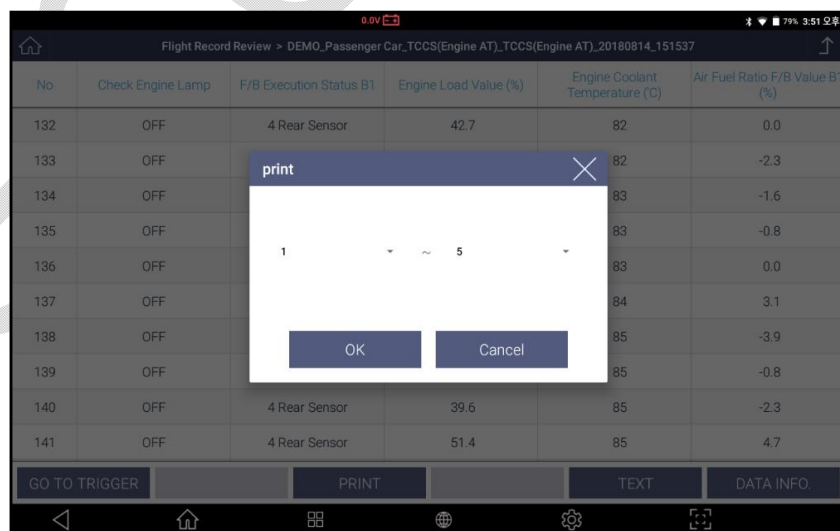 0.0V
79% 3:51 오후
Flight Record Review > DEMO_Passenger Car_TCCS(Engine AT)_TCCS(Engine AT)_20180814_151537
No Check Engine Lamp F/B Execution Status B1 Engine Load Value (%) Engine Coolant Temperature (℃) Air Fuel Ratio F/B Value B1 (%)
132 OFF 4 Rear Sensor 42.7 82 0.0
133 OFF 82 -2.3
134 OFF 83 -1.6
135 OFF 83 -0.8
136 OFF 83 0.0
137 OFF 84 3.1
138 OFF 85 -3.9
139 OFF 85 -0.8
140 OFF 4 Rear Sensor 39.6 85 -2.3
141 OFF 4 Rear Sensor 51.4 85 4.7
print
1 ~ 5
OK Cancel
GO TO TRIGGER PRINT TEXT DATA INFO.